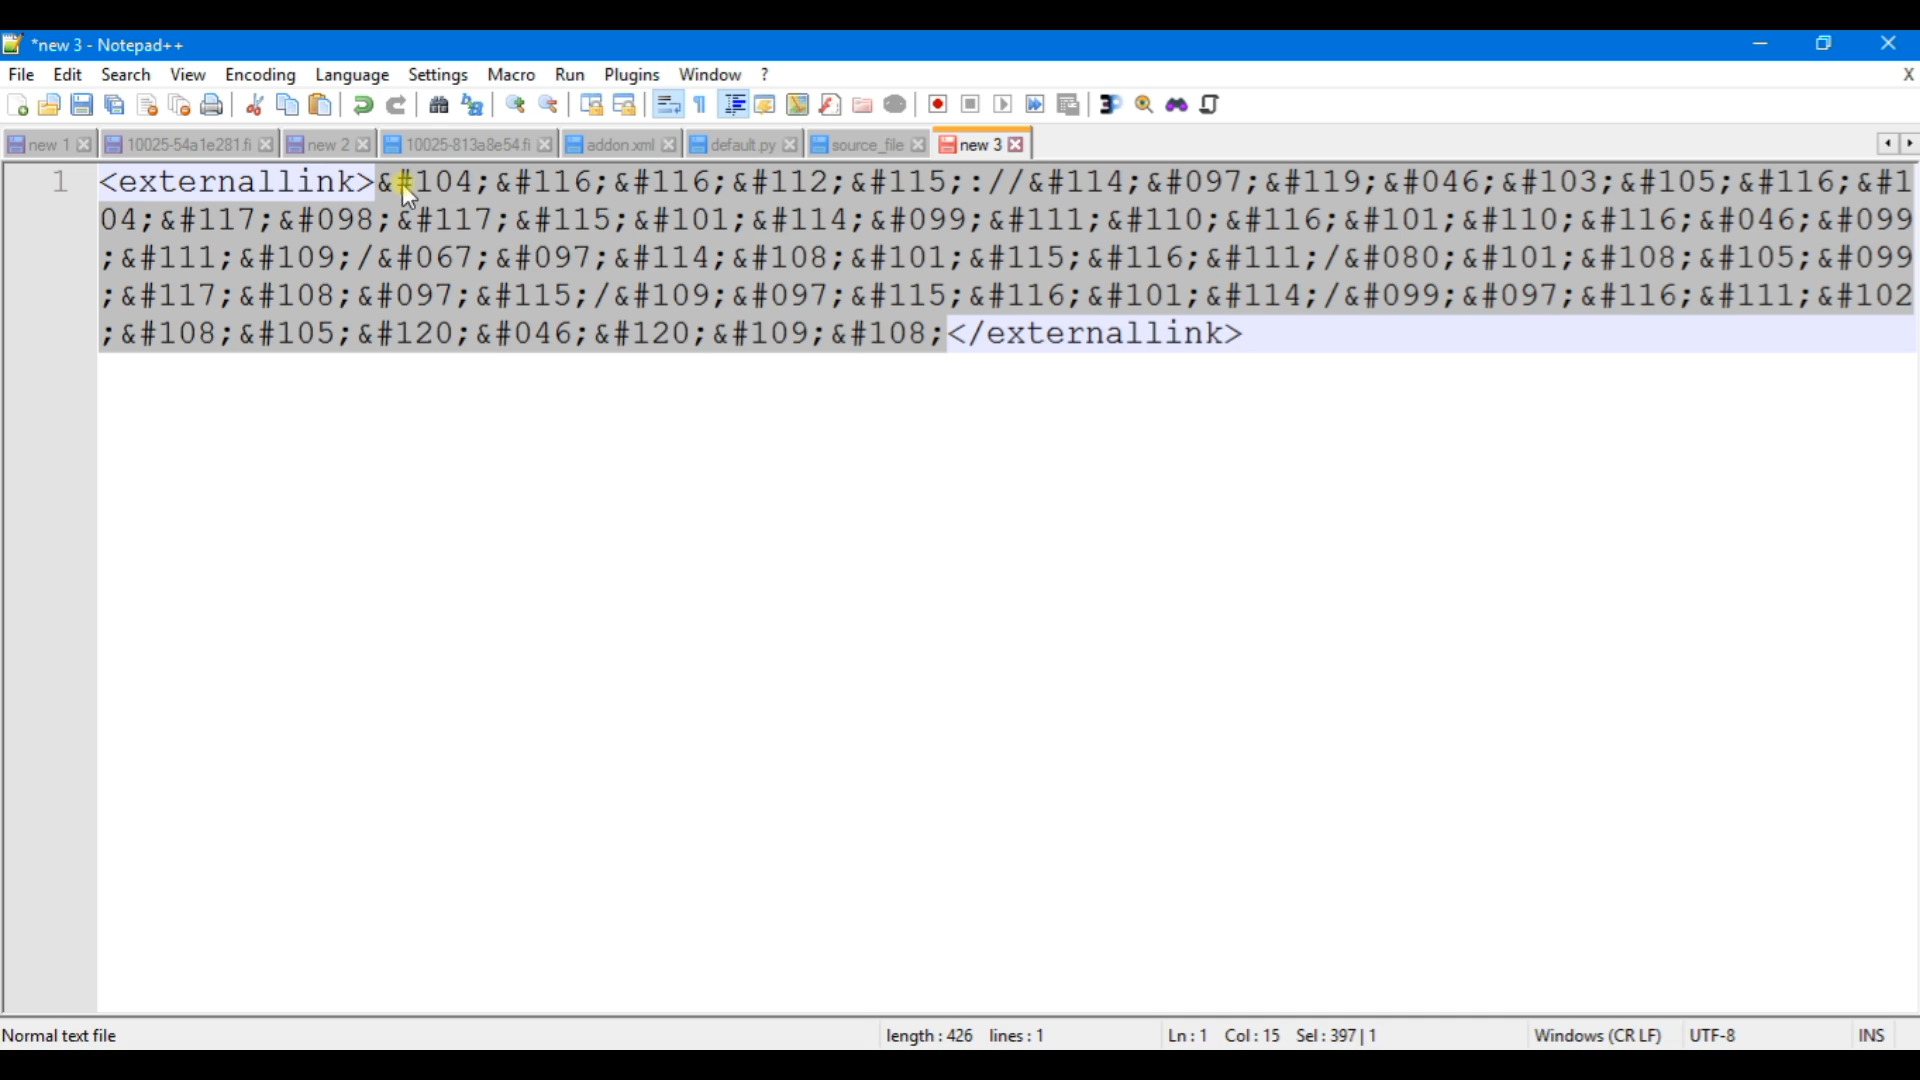 *new 3 - Notepad++
File Edit Search View Encoding Language Settings Macro Run Plugins Window ?
X
new 1 10025-54a1e281.fi new 2 10025-813a8e54.fi addon.xml default.py source_file new 3
1 <externallink>&#104;&#116;&#116;&#112;&#115;://&#114;&#097;&#119;&#046;&#103;&#105;&#116;&#1
04;&#117;&#098;&#117;&#115;&#101;&#114;&#099;&#111;&#110;&#116;&#101;&#110;&#116;&#046;&#099
;&#111;&#109;/&#067;&#097;&#114;&#108;&#101;&#115;&#116;&#111;/&#080;&#101;&#108;&#105;&#099
;&#117;&#108;&#097;&#115;/&#109;&#097;&#115;&#116;&#101;&#114;/&#099;&#097;&#116;&#111;&#102
;&#108;&#105;&#120;&#046;&#120;&#109;&#108;</externallink>
Normal text file length : 426 lines : 1 Ln : 1 Col : 15 Sel : 397 | 1 Windows (CR LF) UTF-8 INS